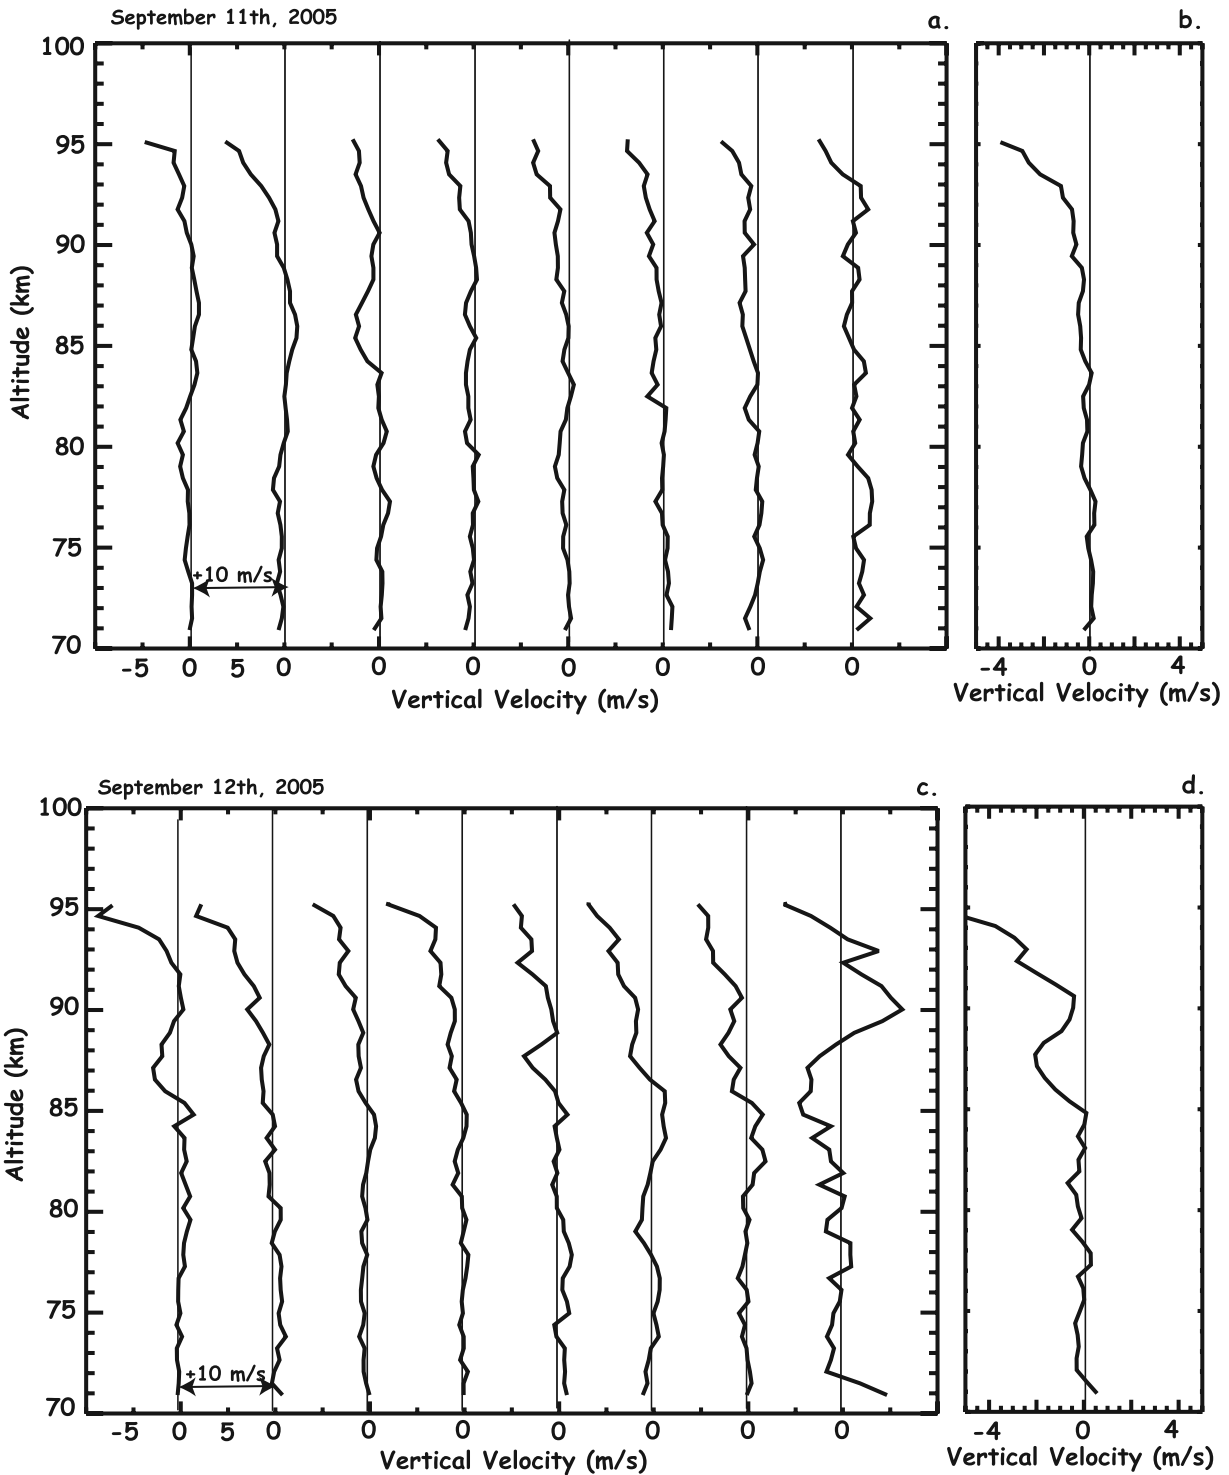 September 11th, 2005 a. b.
100
95
90
85
80
75
70
Altitude (km)
+10 m/s
-5 0 5 0 0 0 0 0 0 0
-4 0 4
Vertical Velocity (m/s)
Vertical Velocity (m/s)
September 12th, 2005 c. d.
100
95
90
85
80
75
70
Altitude (km)
+10 m/s
-5 0 5 0 0 0 0 0 0 0
-4 0 4
Vertical Velocity (m/s)
Vertical Velocity (m/s)